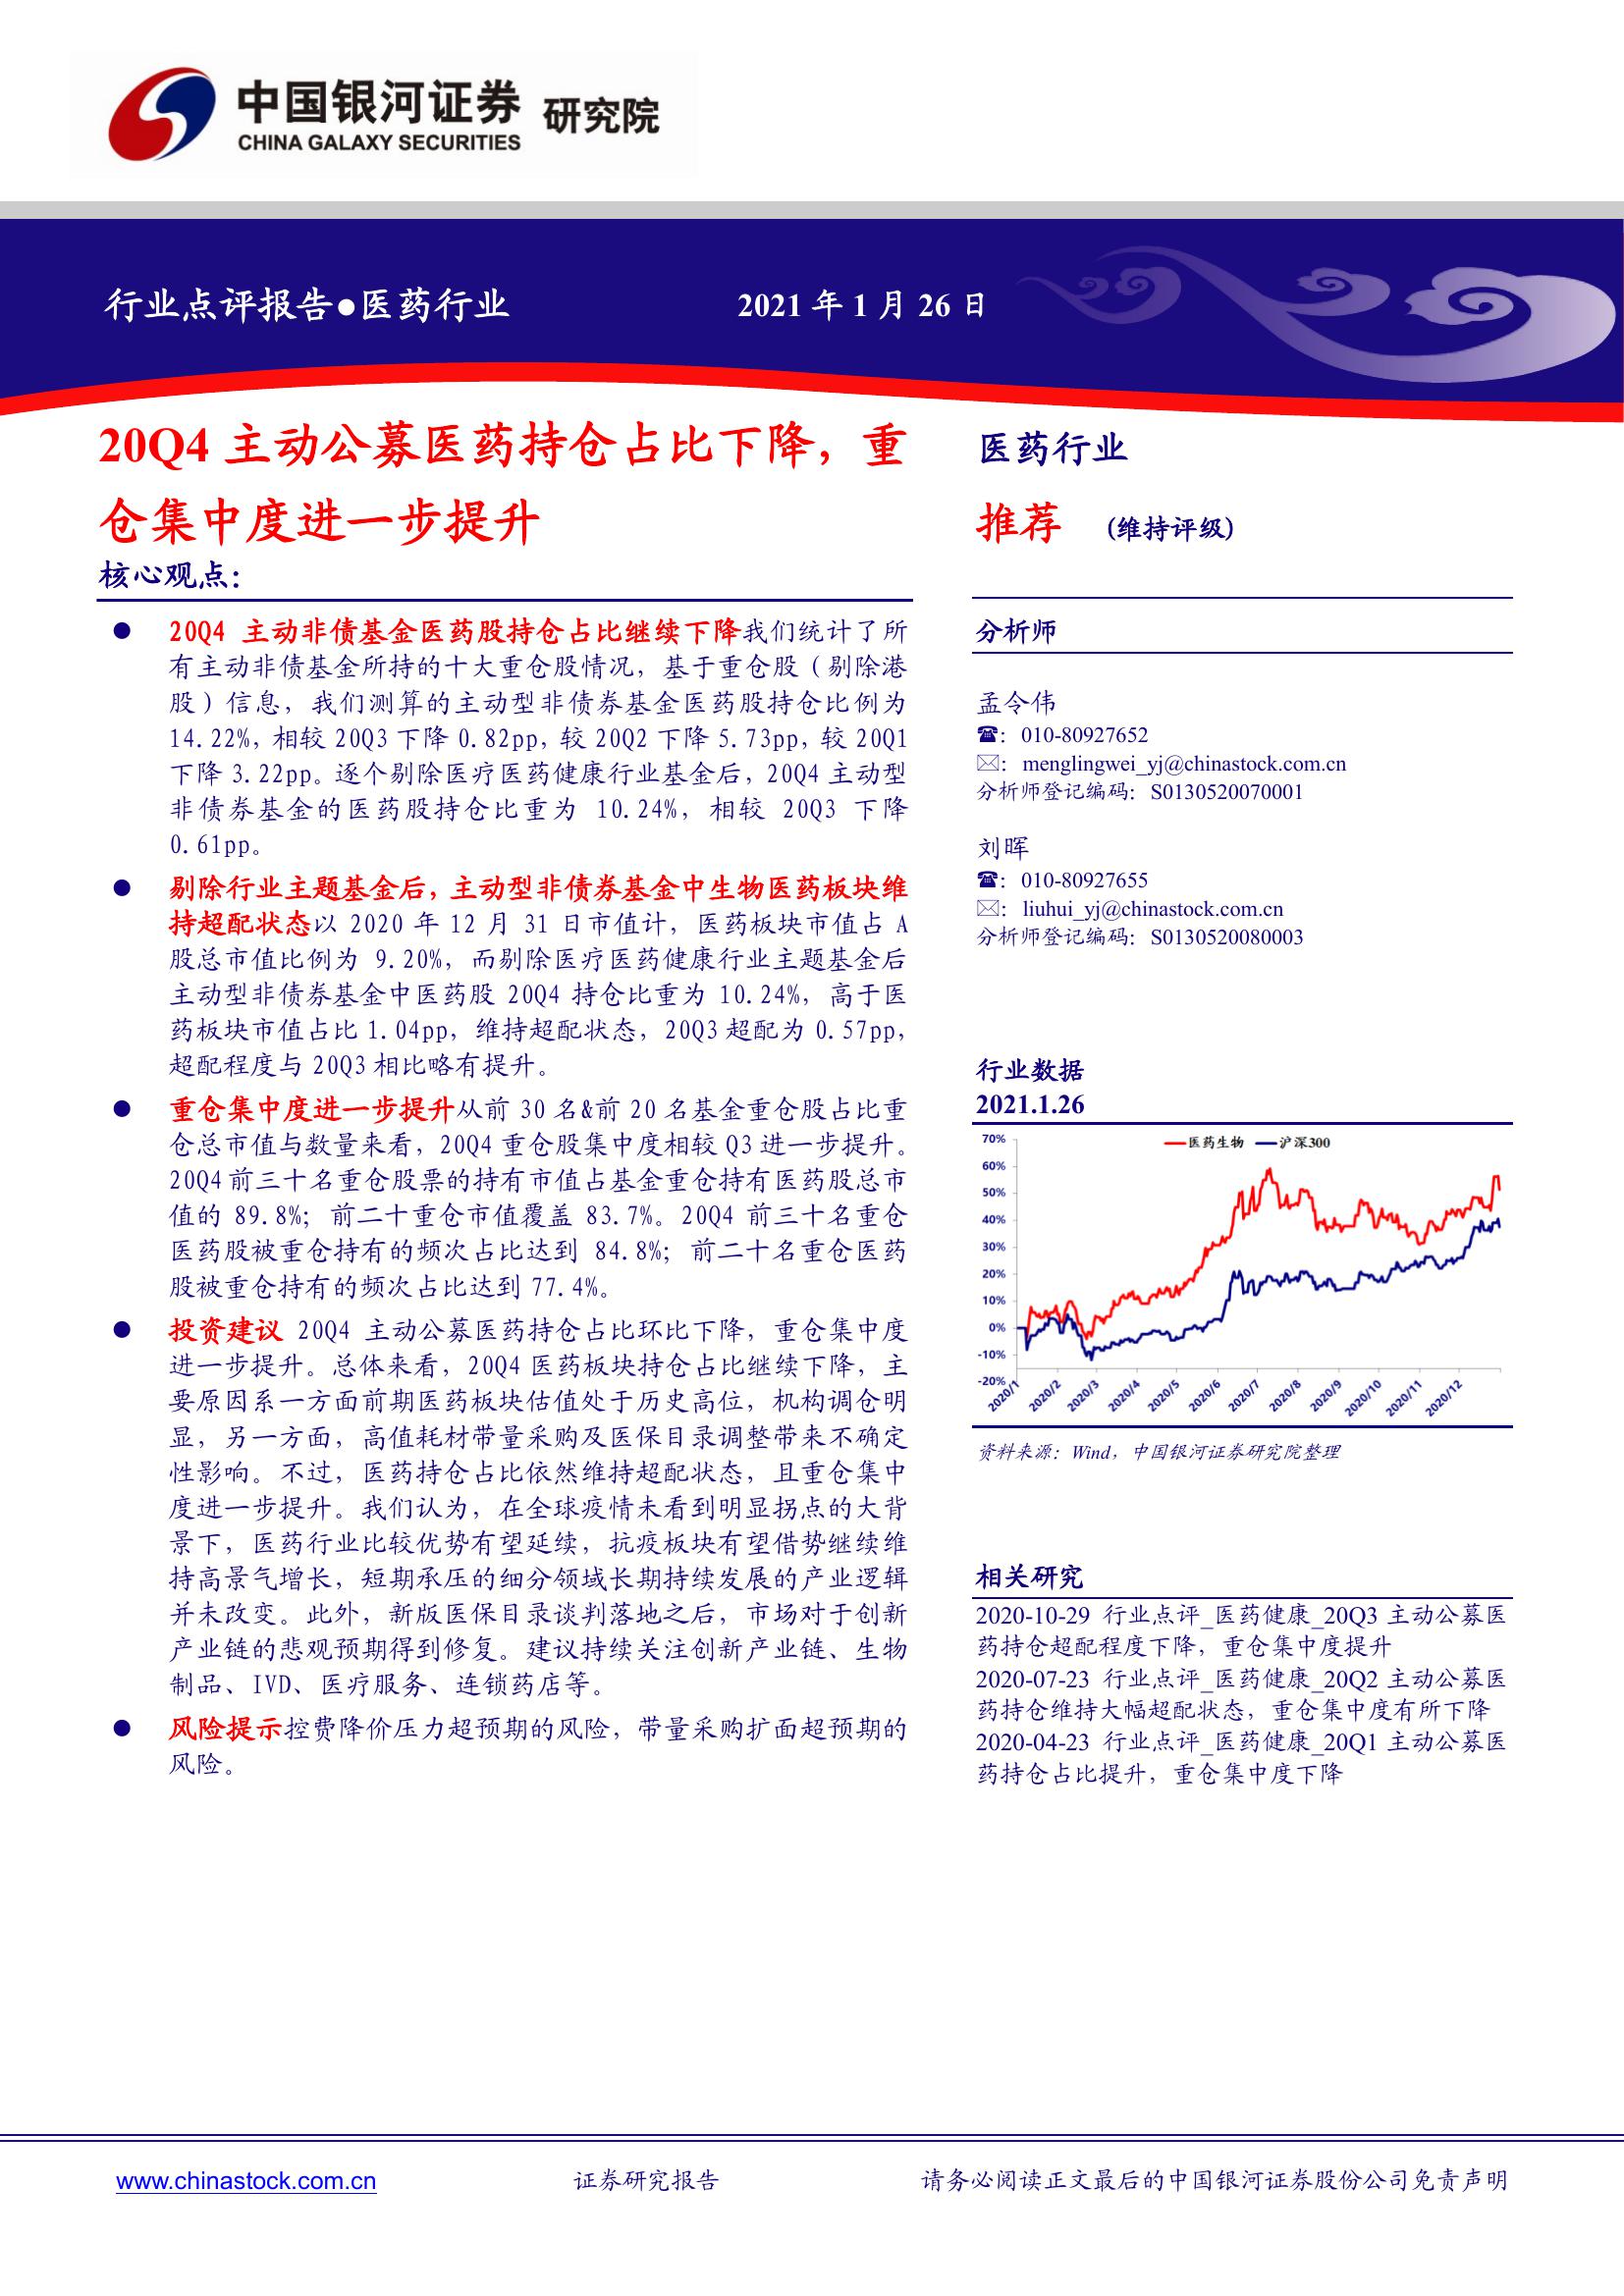 中国银河证券 研究院
CHINA GALAXY SECURITIES
行业点评报告●医药行业
2021 年 1 月 26 日
20Q4 主动公募医药持仓占比下降，重
仓集中度进一步提升
核心观点：
● 20Q4 主动非债基金医药股持仓占比继续下降我们统计了所
有主动非债基金所持的十大重仓股情况，基于重仓股（剔除港
股）信息，我们测算的主动型非债券基金医药股持仓比例为
14.22%，相较 20Q3 下降 0.82pp，较 20Q2 下降 5.73pp，较 20Q1
下降 3.22pp。逐个剔除医疗医药健康行业基金后，20Q4 主动型
非债券基金的医药股持仓比重为 10.24%，相较 20Q3 下降
0.61pp。
● 剔除行业主题基金后，主动型非债券基金中生物医药板块维
持超配状态以 2020 年 12 月 31 日市值计，医药板块市值占 A
股总市值比例为 9.20%，而剔除医疗医药健康行业主题基金后
主动型非债券基金中医药股 20Q4 持仓比重为 10.24%，高于医
药板块市值占比 1.04pp，维持超配状态，20Q3 超配为 0.57pp，
超配程度与 20Q3 相比略有提升。
● 重仓集中度进一步提升从前 30 名&前 20 名基金重仓股占比重
仓总市值与数量来看，20Q4 重仓股集中度相较 Q3 进一步提升。
20Q4 前三十名重仓股票的持有市值占基金重仓持有医药股总市
值的 89.8%；前二十重仓市值覆盖 83.7%。20Q4 前三十名重仓
医药股被重仓持有的频次占比达到 84.8%；前二十名重仓医药
股被重仓持有的频次占比达到 77.4%。
● 投资建议 20Q4 主动公募医药持仓占比环比下降，重仓集中度
进一步提升。总体来看，20Q4 医药板块持仓占比继续下降，主
要原因系一方面前期医药板块估值处于历史高位，机构调仓明
显，另一方面，高值耗材带量采购及医保目录调整带来不确定
性影响。不过，医药持仓占比依然维持超配状态，且重仓集中
度进一步提升。我们认为，在全球疫情未看到明显拐点的大背
景下，医药行业比较优势有望延续，抗疫板块有望借势继续维
持高景气增长，短期承压的细分领域长期持续发展的产业逻辑
并未改变。此外，新版医保目录谈判落地之后，市场对于创新
产业链的悲观预期得到修复。建议持续关注创新产业链、生物
制品、IVD、医疗服务、连锁药店等。
● 风险提示控费降价压力超预期的风险，带量采购扩面超预期的
风险。
医药行业
推荐 (维持评级)
分析师
孟令伟
☎：010-80927652
✉：menglingwei_yj@chinastock.com.cn
分析师登记编码：S0130520070001
刘晖
☎：010-80927655
✉：liuhui_yj@chinastock.com.cn
分析师登记编码：S0130520080003
行业数据
2021.1.26
医药生物 沪深300
70%
60%
50%
40%
30%
20%
10%
0%
-10%
-20%
2020/1 2020/2 2020/3 2020/4 2020/5 2020/6 2020/7 2020/8 2020/9 2020/10 2020/11 2020/12
资料来源：Wind，中国银河证券研究院整理
相关研究
2020-10-29 行业点评_医药健康_20Q3 主动公募医
药持仓超配程度下降，重仓集中度提升
2020-07-23 行业点评_医药健康_20Q2 主动公募医
药持仓维持大幅超配状态，重仓集中度有所下降
2020-04-23 行业点评_医药健康_20Q1 主动公募医
药持仓占比提升，重仓集中度下降
www.chinastock.com.cn
证券研究报告
请务必阅读正文最后的中国银河证券股份公司免责声明